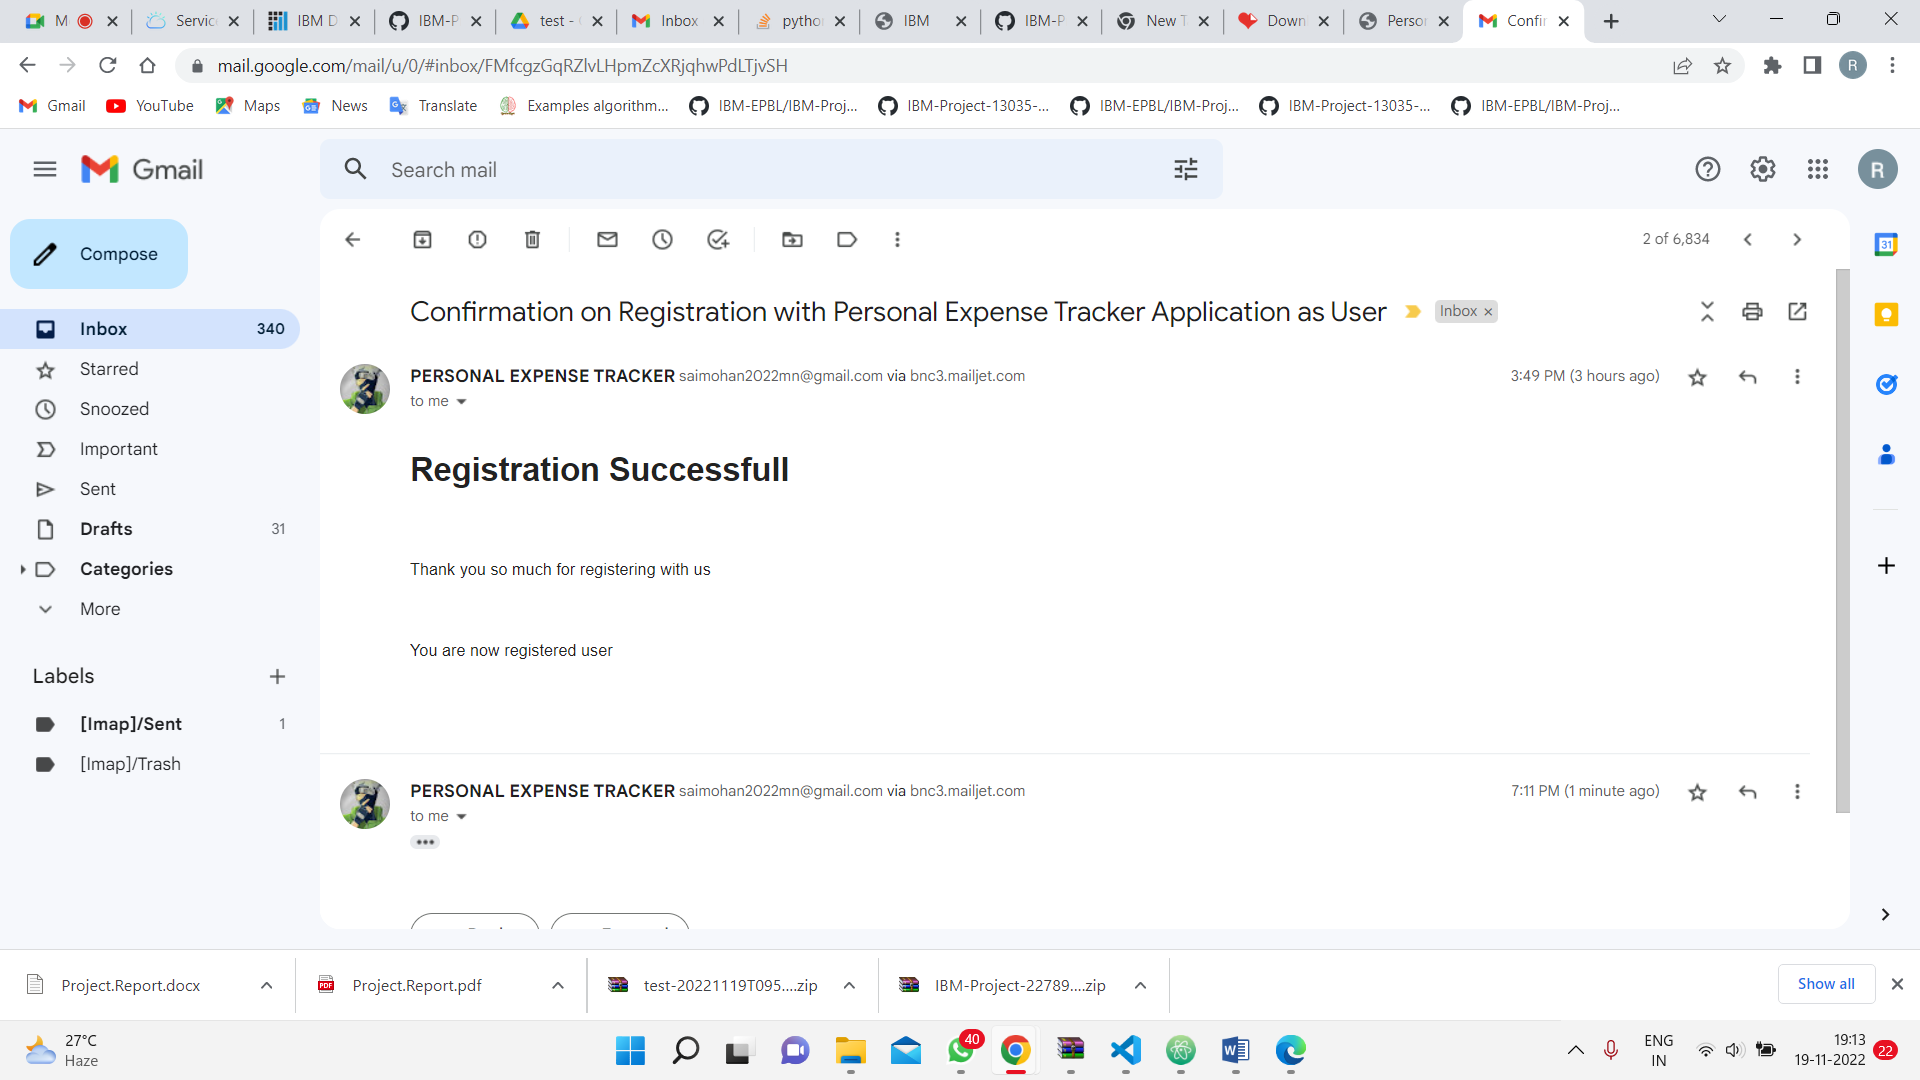 M
Servic
IBM D
IBM-P
test -
Inbox
pythor
IBM
IBM-P
New T
Down
Person
Confir
mail.google.com/mail/u/0/#inbox/FMfcgzGqRZlvLHpmZcXRjqhwPdLTjvSH
R
Gmail
YouTube
Maps
News
Translate
Examples algorithm...
IBM-EPBL/IBM-Proj...
IBM-Project-13035-...
IBM-EPBL/IBM-Proj...
IBM-Project-13035-...
IBM-EPBL/IBM-Proj...
Gmail
Search mail
R
Compose
2 of 6,834
31
Inbox 340
Starred
Snoozed
Important
Sent
Drafts 31
Categories
More
Labels
[Imap]/Sent 1
[Imap]/Trash
Confirmation on Registration with Personal Expense Tracker Application as User Inbox ×
PERSONAL EXPENSE TRACKER saimohan2022mn@gmail.com via bnc3.mailjet.com
3:49 PM (3 hours ago)
to me
Registration Successfull
Thank you so much for registering with us
You are now registered user
PERSONAL EXPENSE TRACKER saimohan2022mn@gmail.com via bnc3.mailjet.com
7:11 PM (1 minute ago)
to me
Project.Report.docx
PDF
Project.Report.pdf
test-20221119T095....zip
IBM-Project-22789....zip
Show all
27°C
Haze
40
ENG
IN
19:13
19-11-2022
22